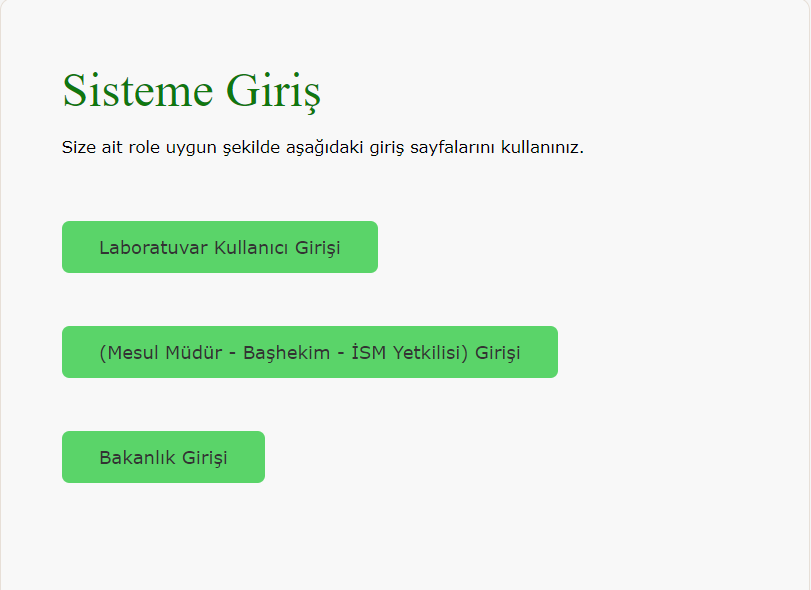 Sisteme Giriş
Size ait role uygun şekilde aşağıdaki giriş sayfalarını kullanınız.
Laboratuvar Kullanıcı Girişi
(Mesul Müdür - Başhekim - İSM Yetkilisi) Girişi
Bakanlık Girişi